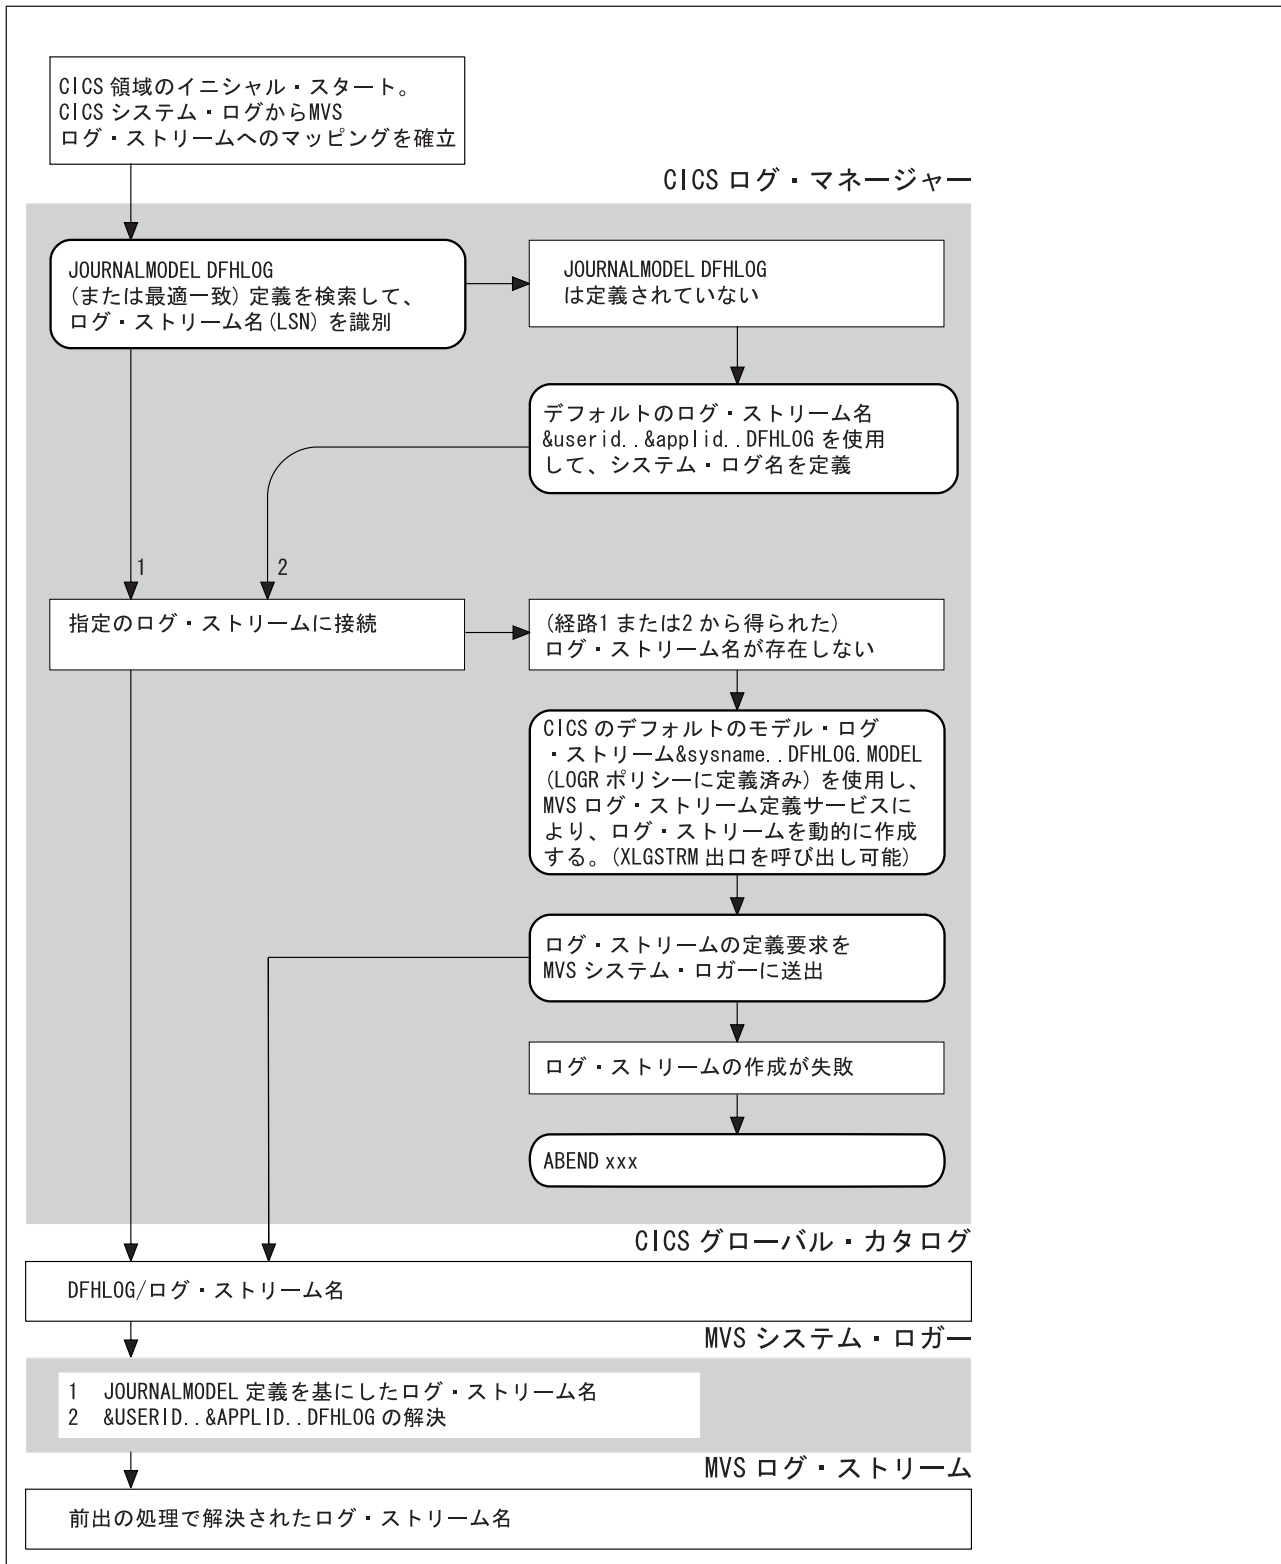 CICS 領域のイニシャル・スタート。
CICS システム・ログからMVS
ログ・ストリームへのマッピングを確立
CICS ログ・マネージャー
JOURNALMODEL DFHLOG
(または最適一致) 定義を検索して、
ログ・ストリーム名(LSN) を識別
JOURNALMODEL DFHLOG
は定義されていない
デフォルトのログ・ストリーム名
&userid..&applid..DFHLOG を使用
して、システム・ログ名を定義
1
2
指定のログ・ストリームに接続
(経路1 または2 から得られた)
ログ・ストリーム名が存在しない
CICS のデフォルトのモデル・ログ
・ストリーム&sysname..DFHLOG.MODEL
(LOGR ポリシーに定義済み) を使用し、
MVS ログ・ストリーム定義サービスに
より、ログ・ストリームを動的に作成
する。(XLGSTRM 出口を呼び出し可能)
ログ・ストリームの定義要求を
MVS システム・ロガーに送出
ログ・ストリームの作成が失敗
ABEND xxx
CICS グローバル・カタログ
DFHLOG/ログ・ストリーム名
MVS システム・ロガー
1 JOURNALMODEL 定義を基にしたログ・ストリーム名
2 &USERID..&APPLID..DFHLOG の解決
MVS ログ・ストリーム
前出の処理で解決されたログ・ストリーム名